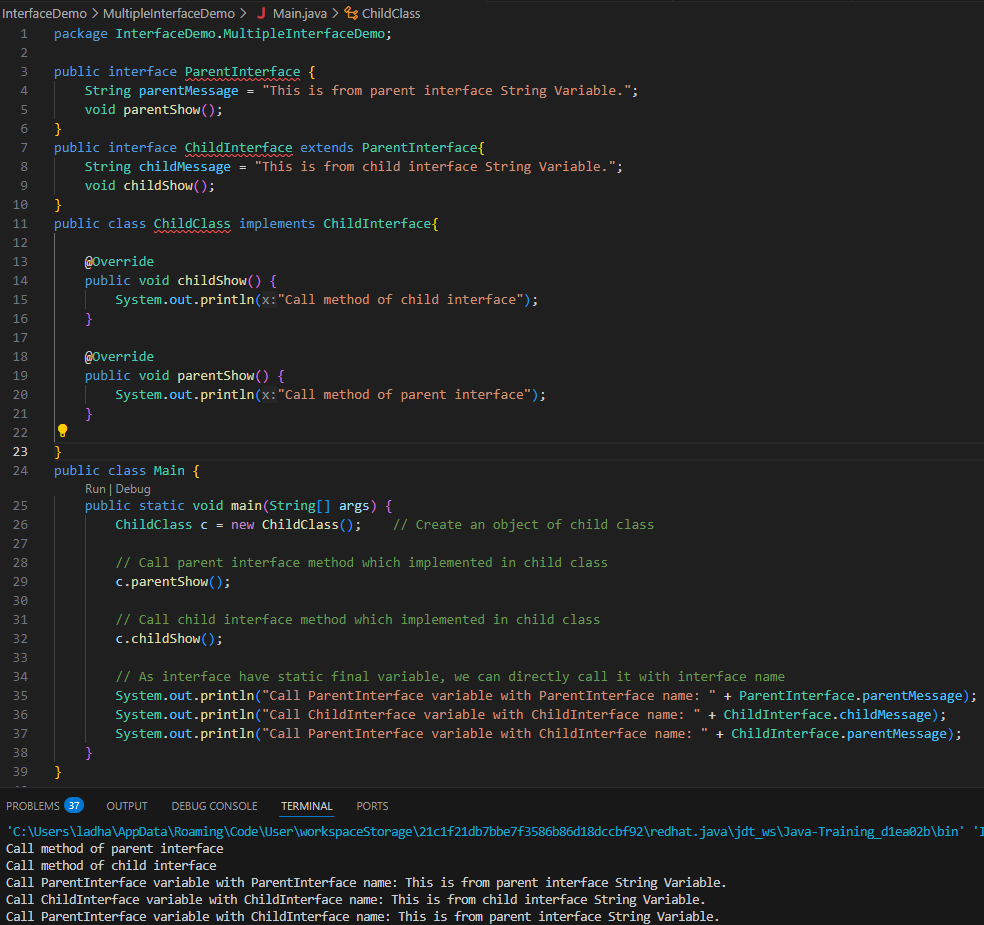 InterfaceDemo > MultipleInterfaceDemo > J Main.java > ChildClass
1 package InterfaceDemo.MultipleInterfaceDemo;
2
3 public interface ParentInterface {
4 String parentMessage = "This is from parent interface String Variable.";
5 void parentShow();
6 }
7 public interface ChildInterface extends ParentInterface{
8 String childMessage = "This is from child interface String Variable.";
9 void childShow();
10 }
11 public class ChildClass implements ChildInterface{
12
13 @Override
14 public void childShow() {
15 System.out.println(x:"Call method of child interface");
16 }
17
18 @Override
19 public void parentShow() {
20 System.out.println(x:"Call method of parent interface");
21 }
22
23 }
24 public class Main {
Run | Debug
25 public static void main(String[] args) {
26 ChildClass c = new ChildClass(); // Create an object of child class
27
28 // Call parent interface method which implemented in child class
29 c.parentShow();
30
31 // Call child interface method which implemented in child class
32 c.childShow();
33
34 // As interface have static final variable, we can directly call it with interface name
35 System.out.println("Call ParentInterface variable with ParentInterface name: " + ParentInterface.parentMessage);
36 System.out.println("Call ChildInterface variable with ChildInterface name: " + ChildInterface.childMessage);
37 System.out.println("Call ParentInterface variable with ChildInterface name: " + ChildInterface.parentMessage);
38 }
39 }
PROBLEMS 37 OUTPUT DEBUG CONSOLE TERMINAL PORTS
'C:\Users\ladha\AppData\Roaming\Code\User\workspaceStorage\21c1f21db7bbe7f3586b86d18dccbf92\redhat.java\jdt_ws\Java-Training_d1ea02b\bin'
Call method of parent interface
Call method of child interface
Call ParentInterface variable with ParentInterface name: This is from parent interface String Variable.
Call ChildInterface variable with ChildInterface name: This is from child interface String Variable.
Call ParentInterface variable with ChildInterface name: This is from parent interface String Variable.